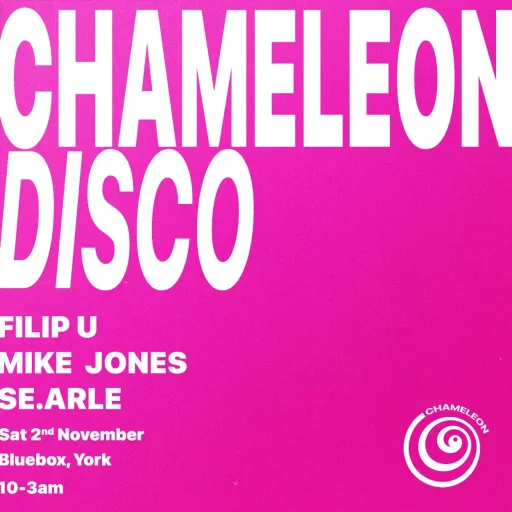 CHAMELEON
DISCO
FILIP U
MIKE JONES
SE.ARLE
Sat 2nd November
Bluebox, York
10-3am
CHAMELEON